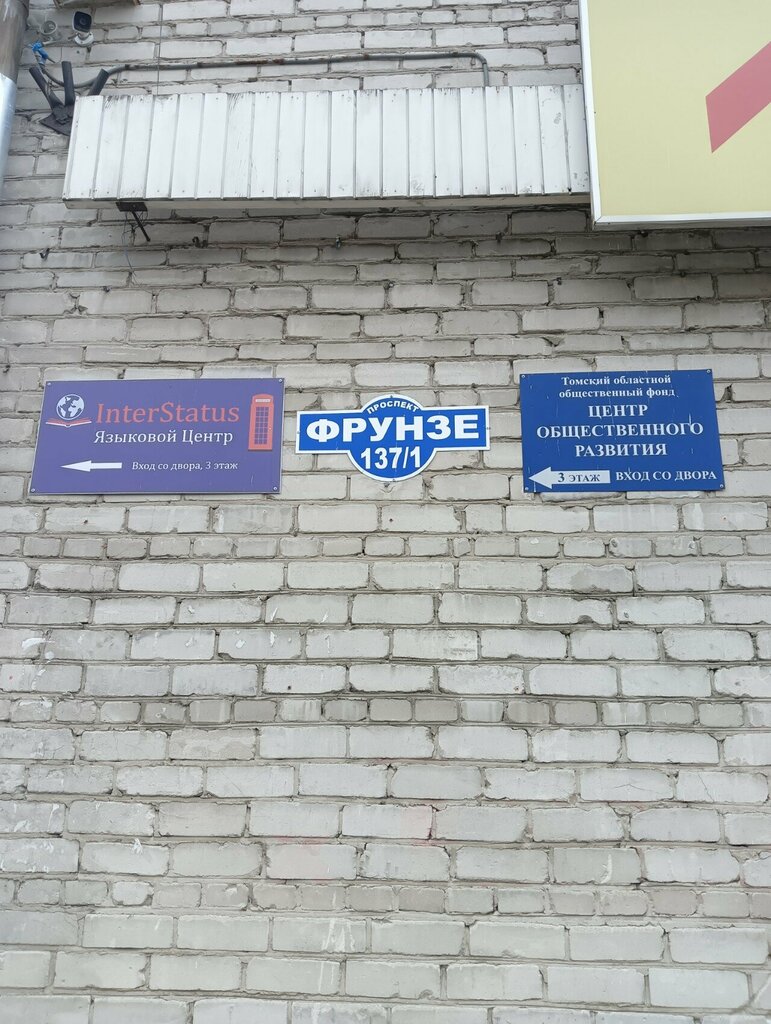 InterStatus
Языковой Центр
Вход со двора, 3 этаж
ПРОСПЕКТ
ФРУНЗЕ
137/1
Томский областной
общественный фонд
ЦЕНТР
ОБЩЕСТВЕННОГО
РАЗВИТИЯ
3 ЭТАЖ ВХОД СО ДВОРА